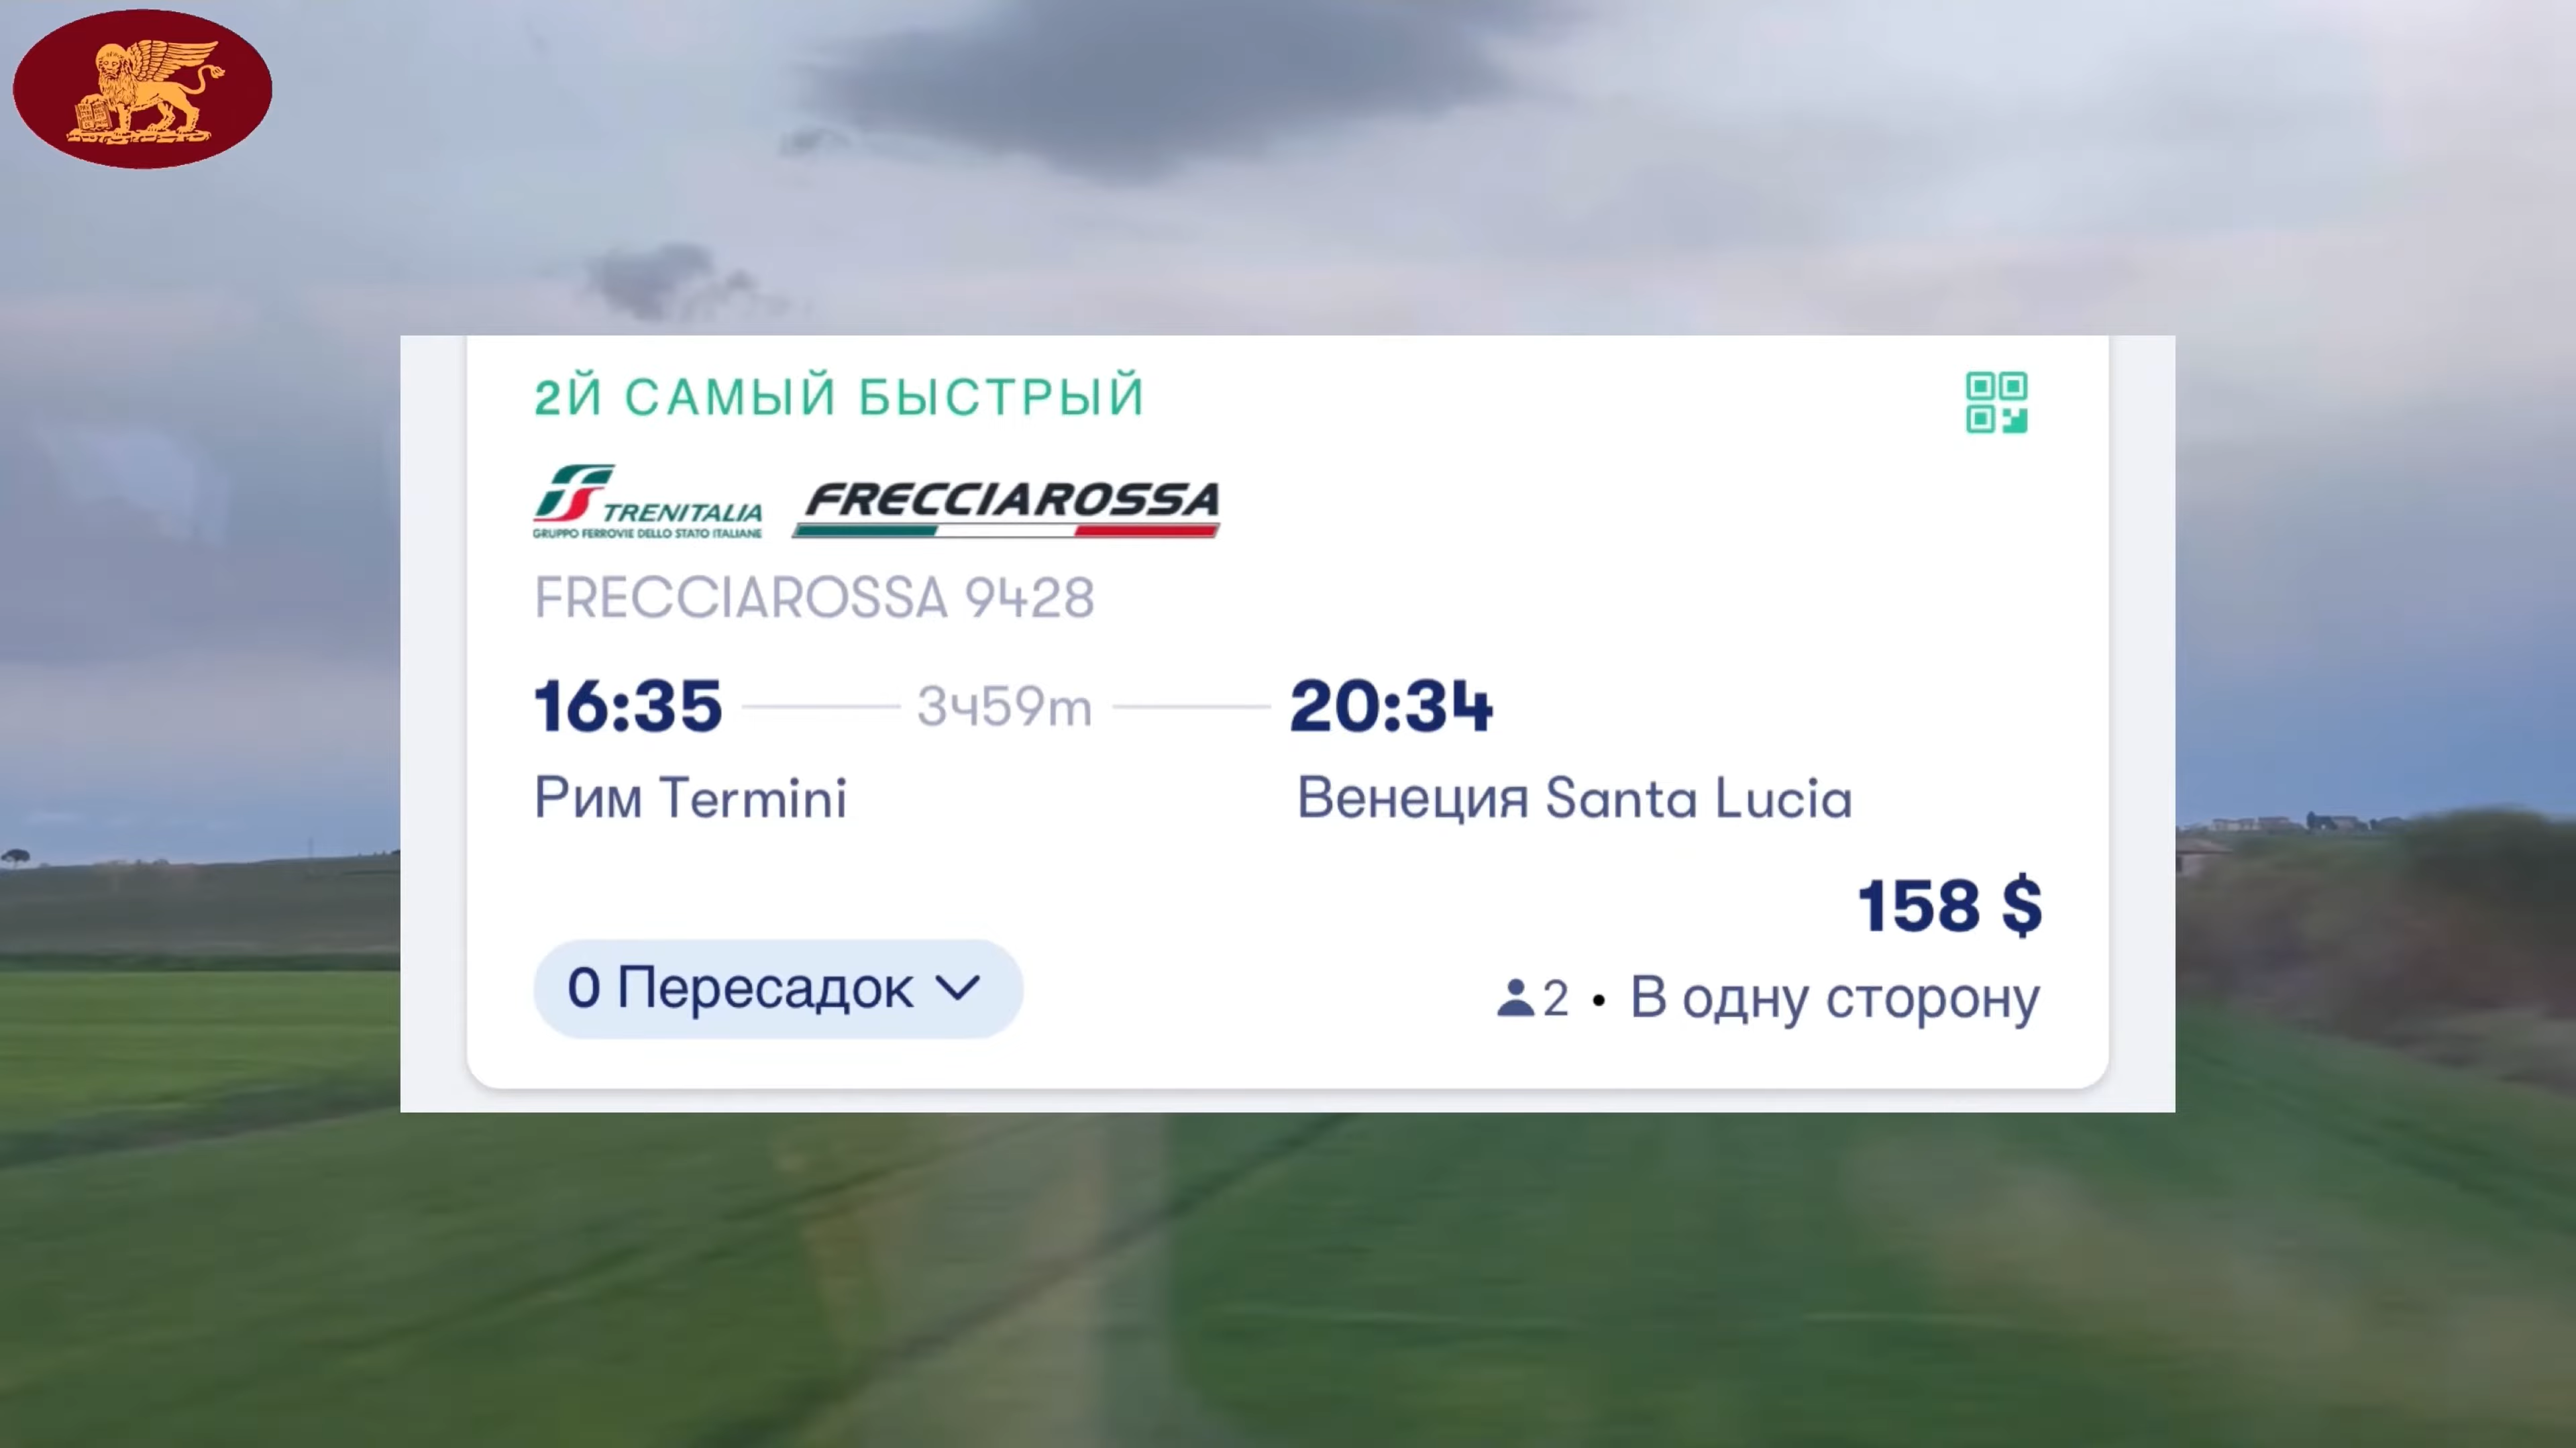 2Й САМЫЙ БЫСТРЫЙ
TRENITALIA
GRUPPO FERROVIE DELLO STATO ITALIANE
FRECCIAROSSA
FRECCIAROSSA 9428
16:35 3ч59m 20:34
Рим Termini Венеция Santa Lucia
158 $
0 Пересадок 2 • В одну сторону